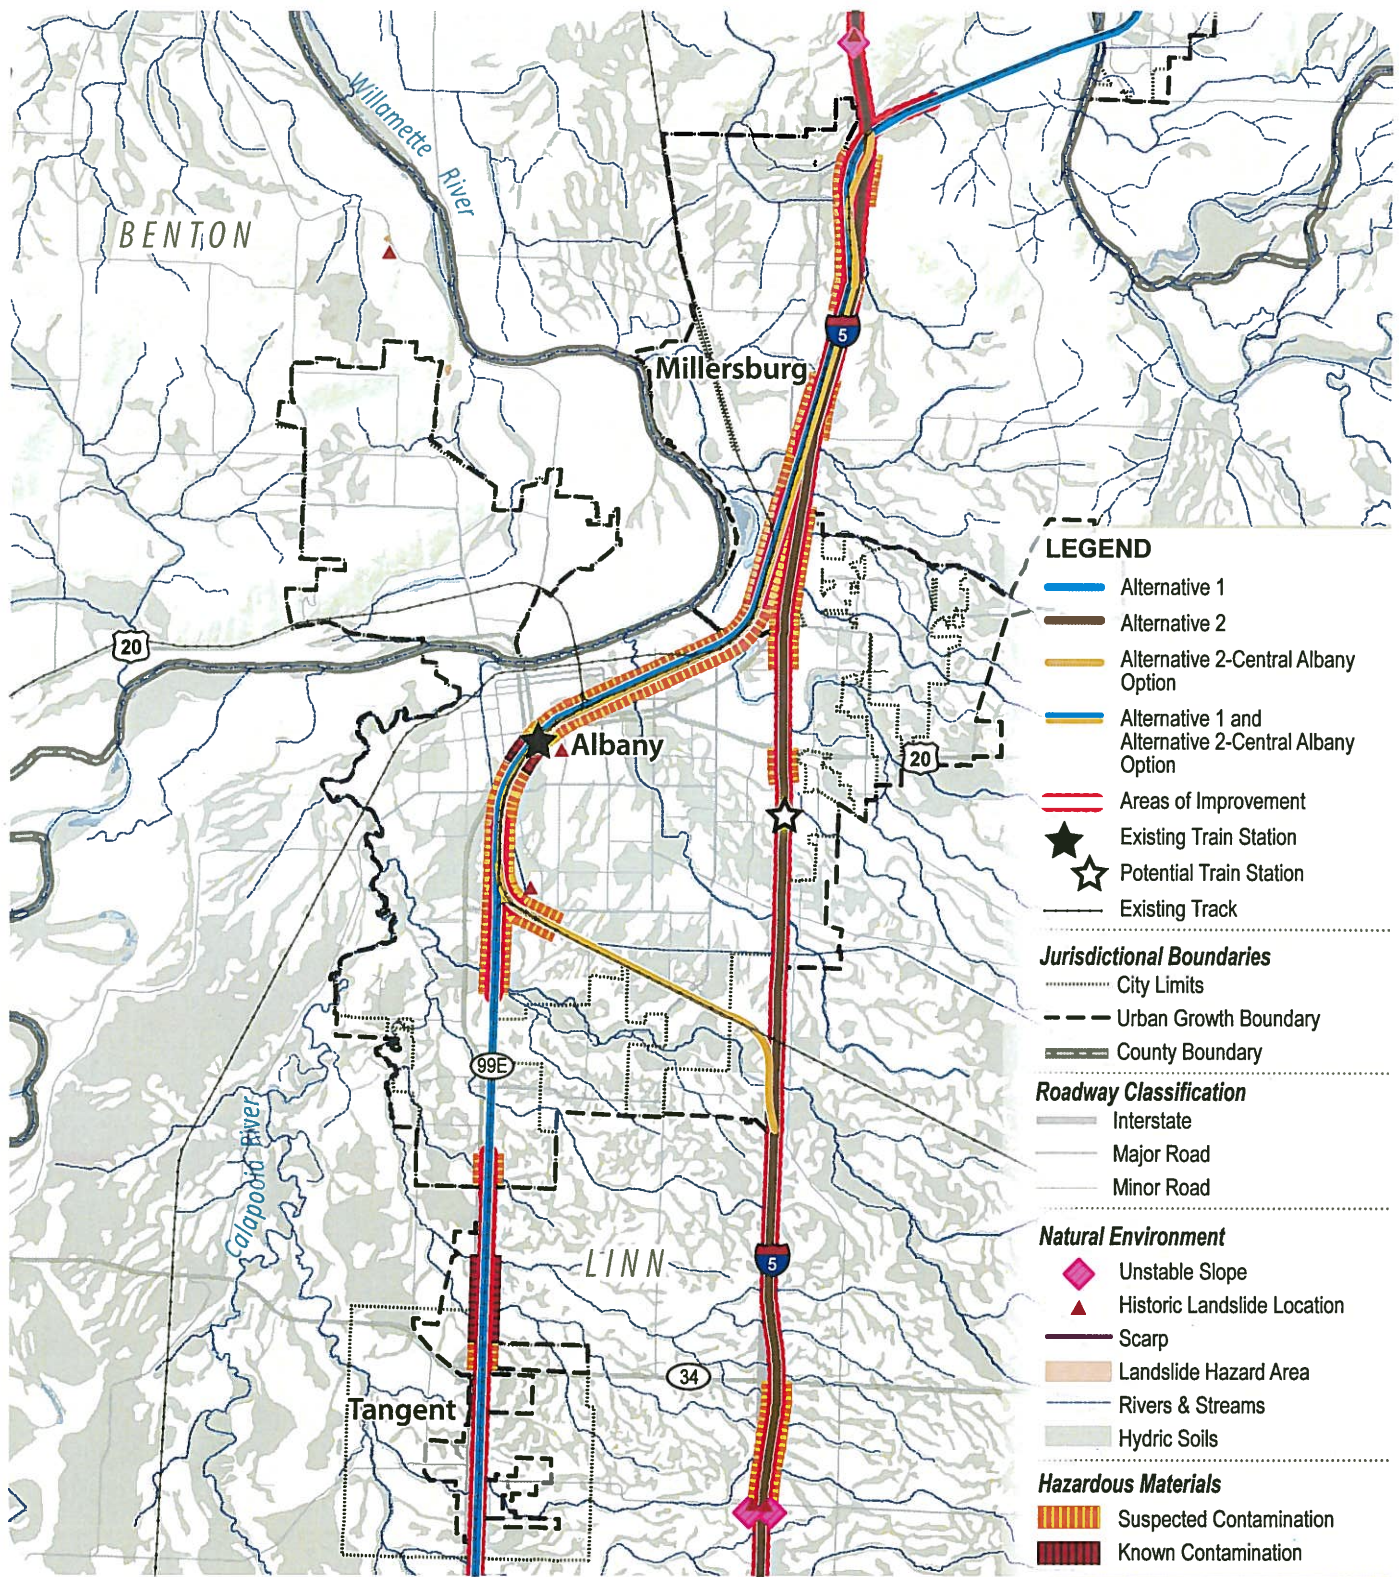 Willamette
River
BENTON
5
Millersburg
20
Albany
20
99E
Calapooia River
LINN
5
34
Tangent
LEGEND
Alternative 1
Alternative 2
Alternative 2-Central Albany
Option
Alternative 1 and
Alternative 2-Central Albany
Option
Areas of Improvement
Existing Train Station
Potential Train Station
Existing Track
Jurisdictional Boundaries
City Limits
Urban Growth Boundary
County Boundary
Roadway Classification
Interstate
Major Road
Minor Road
Natural Environment
Unstable Slope
Historic Landslide Location
Scarp
Landslide Hazard Area
Rivers & Streams
Hydric Soils
Hazardous Materials
Suspected Contamination
Known Contamination